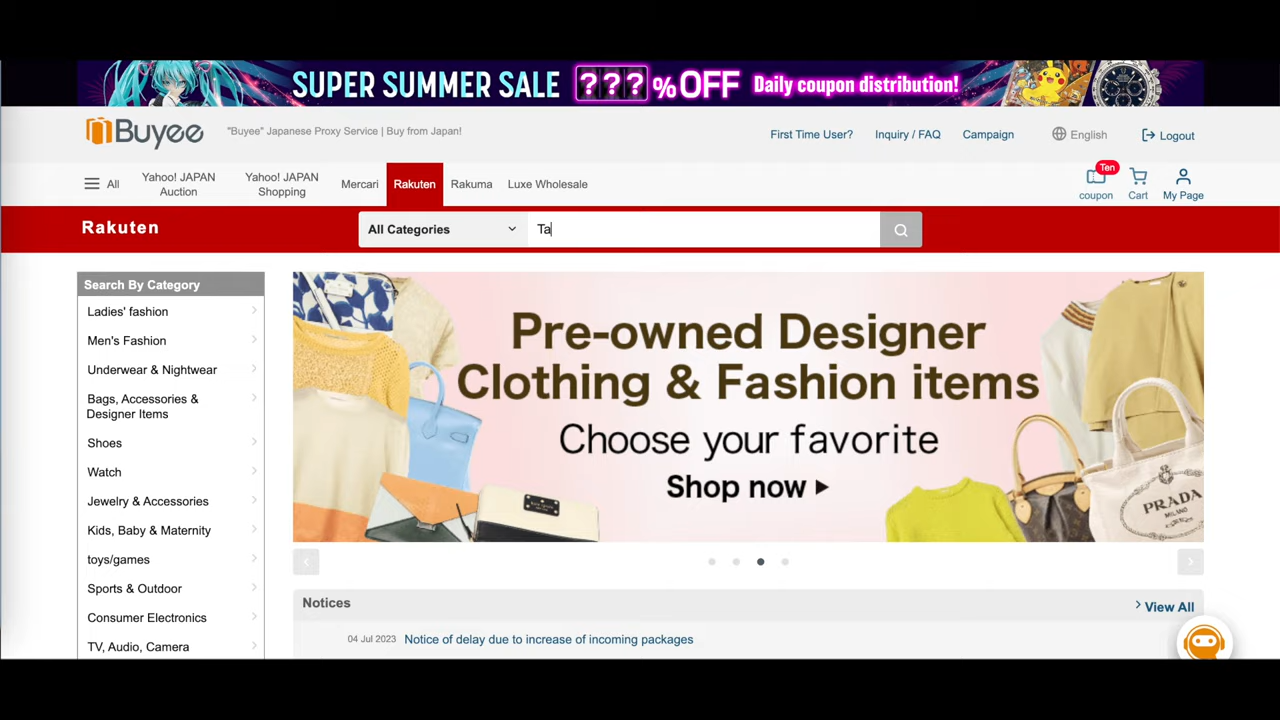 SUPER SUMMER SALE ???%OFF Daily coupon distribution!
Buyee
"Buyee" Japanese Proxy Service | Buy from Japan!
First Time User?
Inquiry / FAQ
Campaign
English
Logout
All
Yahoo! JAPAN
Auction
Yahoo! JAPAN
Shopping
Mercari
Rakuten
Rakuma
Luxe Wholesale
Ten
coupon
Cart
My Page
Rakuten
All Categories
Ta
Search By Category
Ladies' fashion
Men's Fashion
Underwear & Nightwear
Bags, Accessories &
Designer Items
Shoes
Watch
Jewelry & Accessories
Kids, Baby & Maternity
toys/games
Sports & Outdoor
Consumer Electronics
TV, Audio, Camera
Pre-owned Designer
Clothing & Fashion items
Choose your favorite
Shop now
PRADA
MILANO
Notices
View All
04 Jul 2023 Notice of delay due to increase of incoming packages